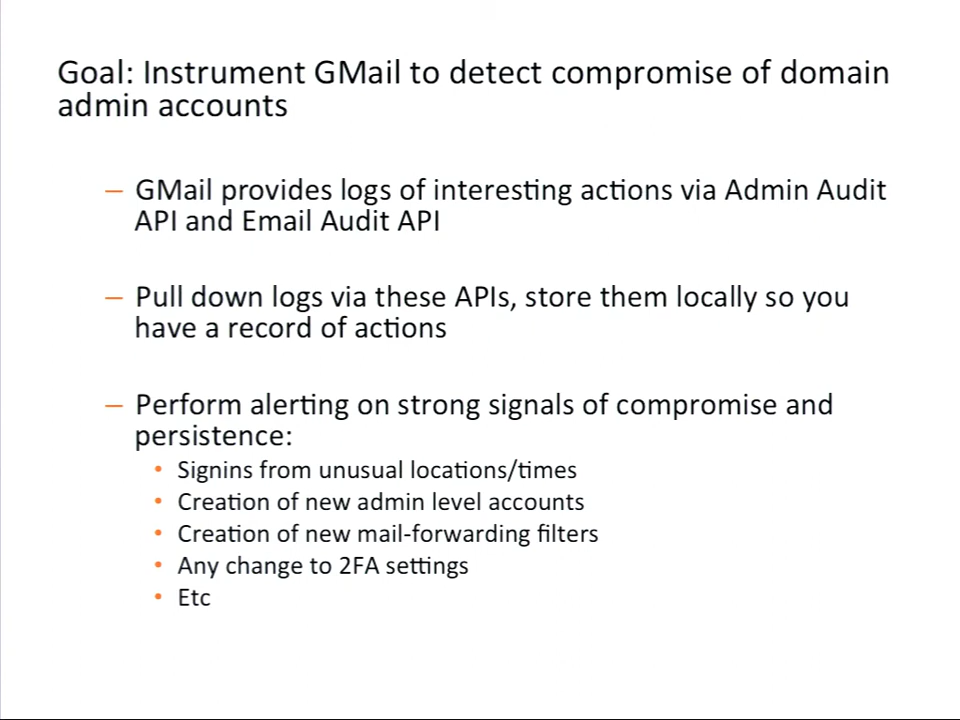 Goal: Instrument GMail to detect compromise of domain
admin accounts
– GMail provides logs of interesting actions via Admin Audit
API and Email Audit API
– Pull down logs via these APIs, store them locally so you
have a record of actions
– Perform alerting on strong signals of compromise and
persistence:
• Signins from unusual locations/times
• Creation of new admin level accounts
• Creation of new mail-forwarding filters
• Any change to 2FA settings
• Etc